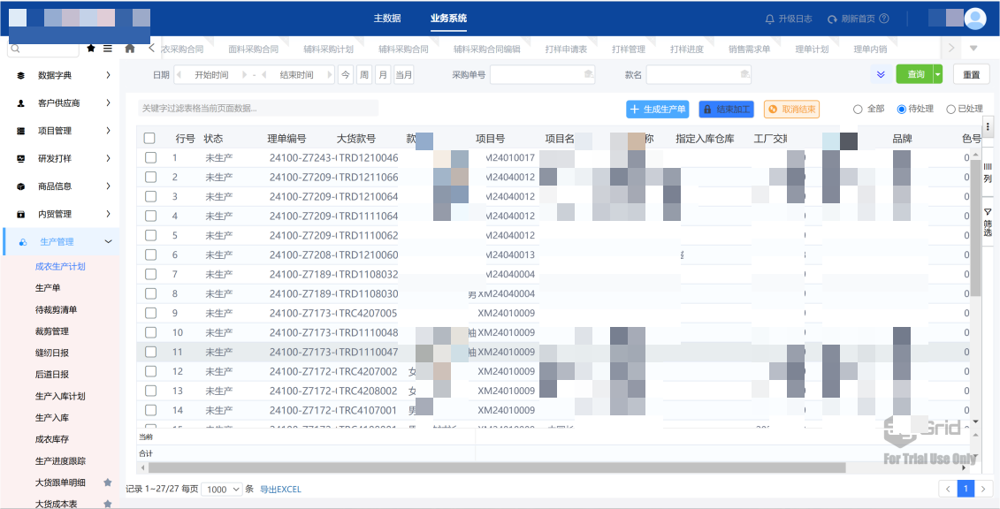 主数据 业务系统 升级日志 刷新首页
农采购合同 面料采购合同 辅料采购计划 辅料采购合同 辅料采购合同编辑 打样申请表 打样管理 打样进度 销售需求单 理单计划 理单内销
日期 开始时间 - 结束时间 今 周 月 当月 采购单号 款名 查询 重置
关键字过滤表格当前页面数据... 生成生产单 结束加工 取消结束 全部 待处理 已处理
数据字典
客户供应商
项目管理
研发打样
商品信息
内贸管理
生产管理
成衣生产计划
生产单
待裁剪清单
裁剪管理
缝纫日报
后道日报
生产入库计划
生产入库
成衣库存
生产进度跟踪
大货跟单明细
大货成本表
行号 状态 理单编号 大货款号 款 项目号 项目名 称 指定入库仓库 工厂交期 品牌 色号
1 未生产 24100-Z7243- TRD1210046 M24010017 0
2 未生产 24100-Z7209- TRD1211066 M24040012 0
3 未生产 24100-Z7209- TRD1210064 M24040012 0
4 未生产 24100-Z7209- TRD1111064 M24040012 0
5 未生产 24100-Z7209- TRD1110062 M24040012 0
6 未生产 24100-Z7208- TRD1210060 M24040013 0
7 未生产 24100-Z7189- TRD1108032 M24040004 0
8 未生产 24100-Z7189- TRD1108030 男 XM24040004 0
9 未生产 24100-Z7173- TRC4207005 XM24010009 0
10 未生产 24100-Z7173- TRD1110048 袖 XM24010009 0
11 未生产 24100-Z7173- TRD1110047 袖 XM24010009 0
12 未生产 24100-Z7172- TRC4207002 女 XM24010009 0
13 未生产 24100-Z7172- TRC4208002 女 XM24010009 0
14 未生产 24100-Z7172- TRC4107001 男 XM24010009 0
当前
合计
列
筛选
Grid
For Trial Use Only
记录 1~27/27 每页 1000 条 导出EXCEL 1